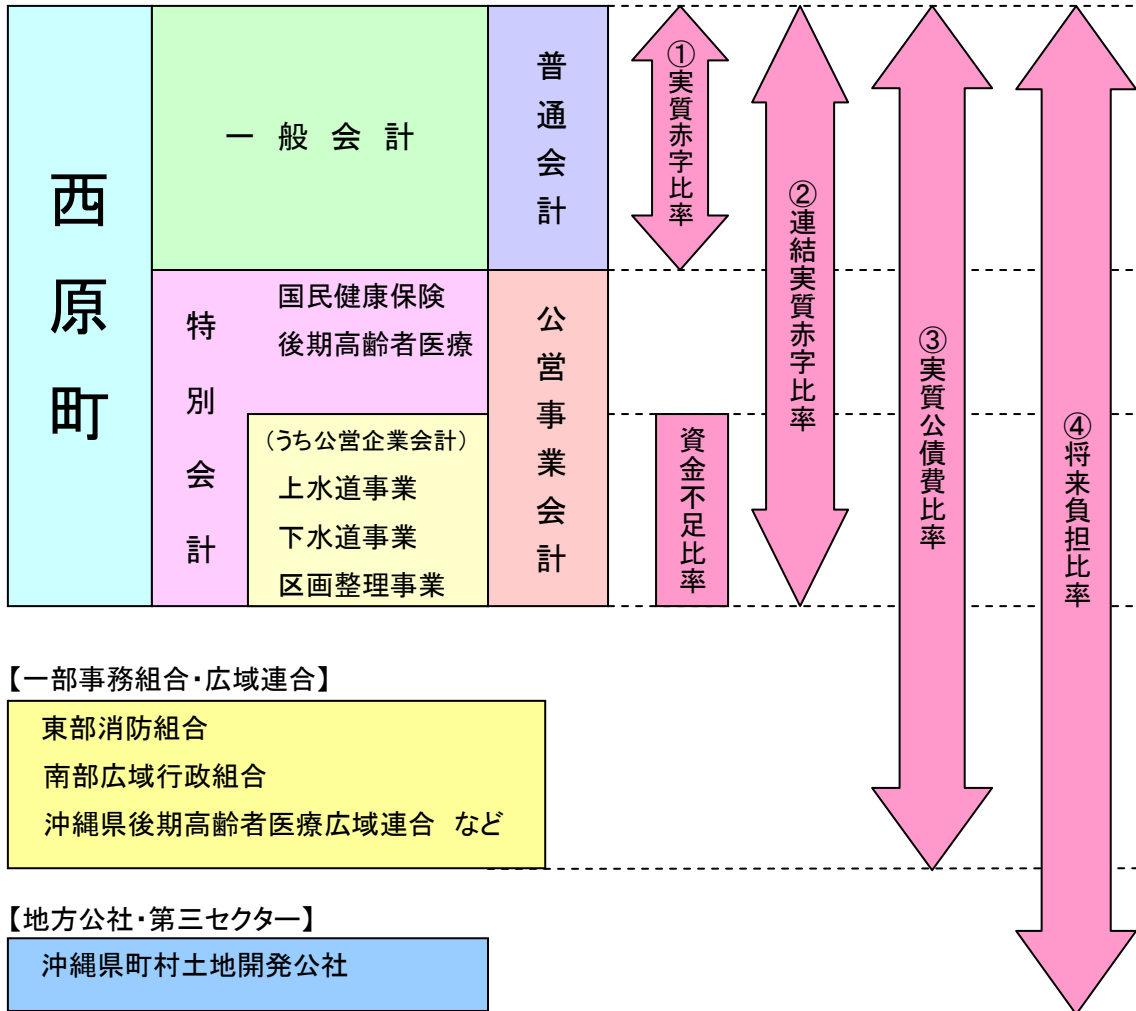 西原町
一般会計
普通会計
特別会計
国民健康保険
後期高齢者医療
(うち公営企業会計)
上水道事業
下水道事業
区画整理事業
公営事業会計
①実質赤字比率
資金不足比率
②連結実質赤字比率
③実質公債費比率
④将来負担比率
【一部事務組合・広域連合】
東部消防組合
南部広域行政組合
沖縄県後期高齢者医療広域連合 など
【地方公社・第三セクター】
沖縄県町村土地開発公社